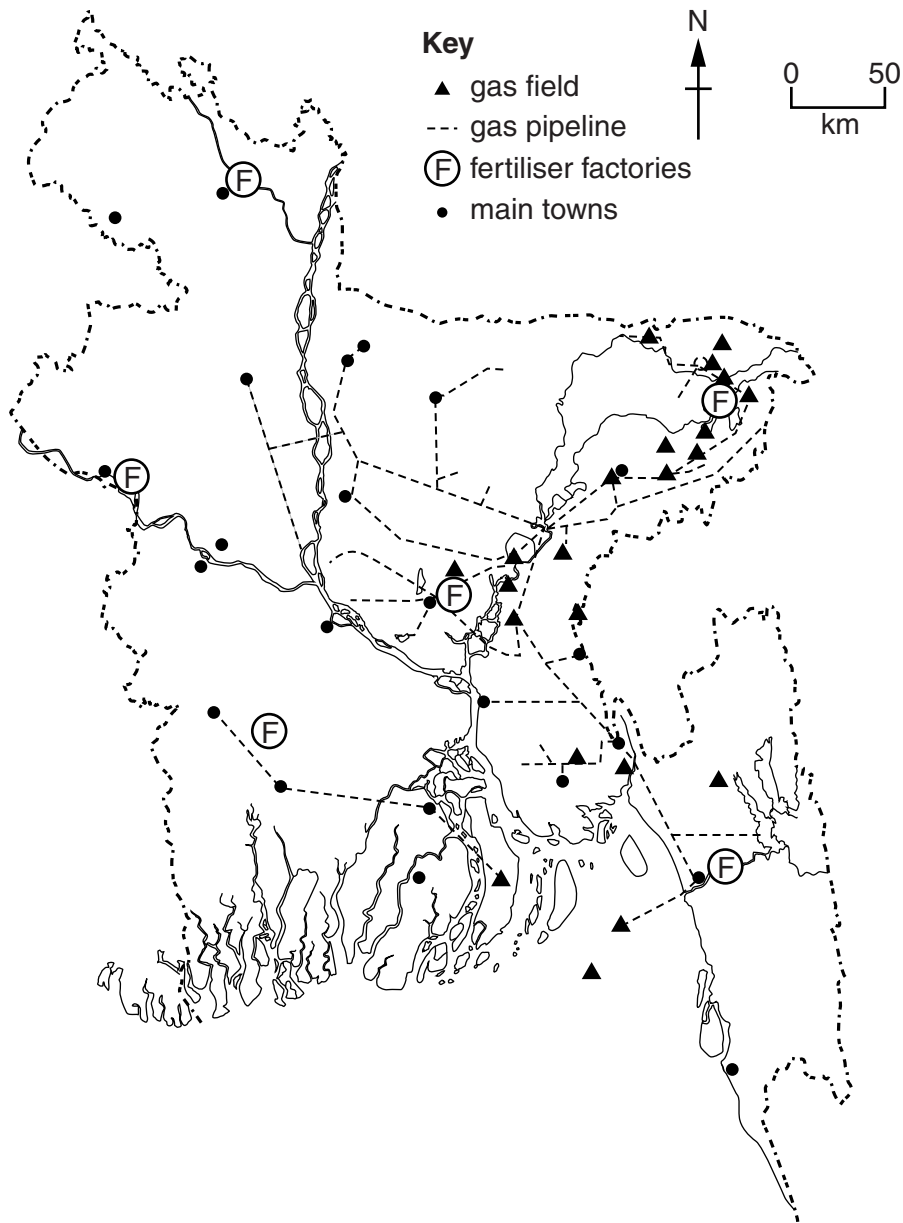 Key
gas field
gas pipeline
F fertiliser factories
main towns
N
0 50
km
F
F
F
F
F
F